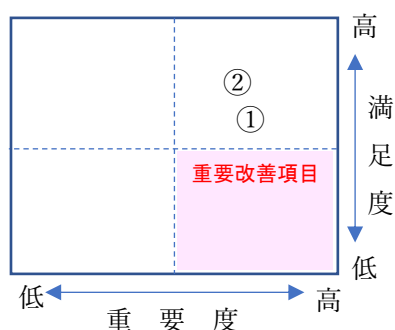 高
②
①
満足度
重要改善項目
低
低
高
重 要 度